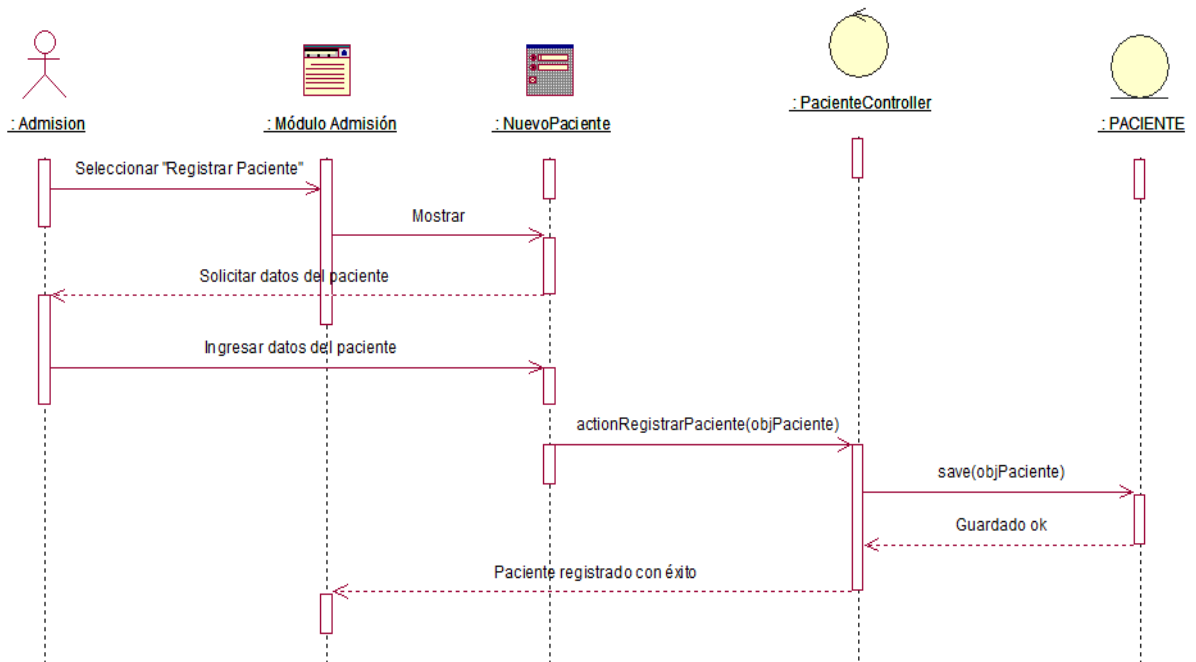 : PacienteController
: Admision
: Módulo Admisión
: NuevoPaciente
: PACIENTE
Seleccionar "Registrar Paciente"
Mostrar
Solicitar datos del paciente
Ingresar datos del paciente
actionRegistrarPaciente(objPaciente)
save(objPaciente)
Guardado ok
Paciente registrado con éxito